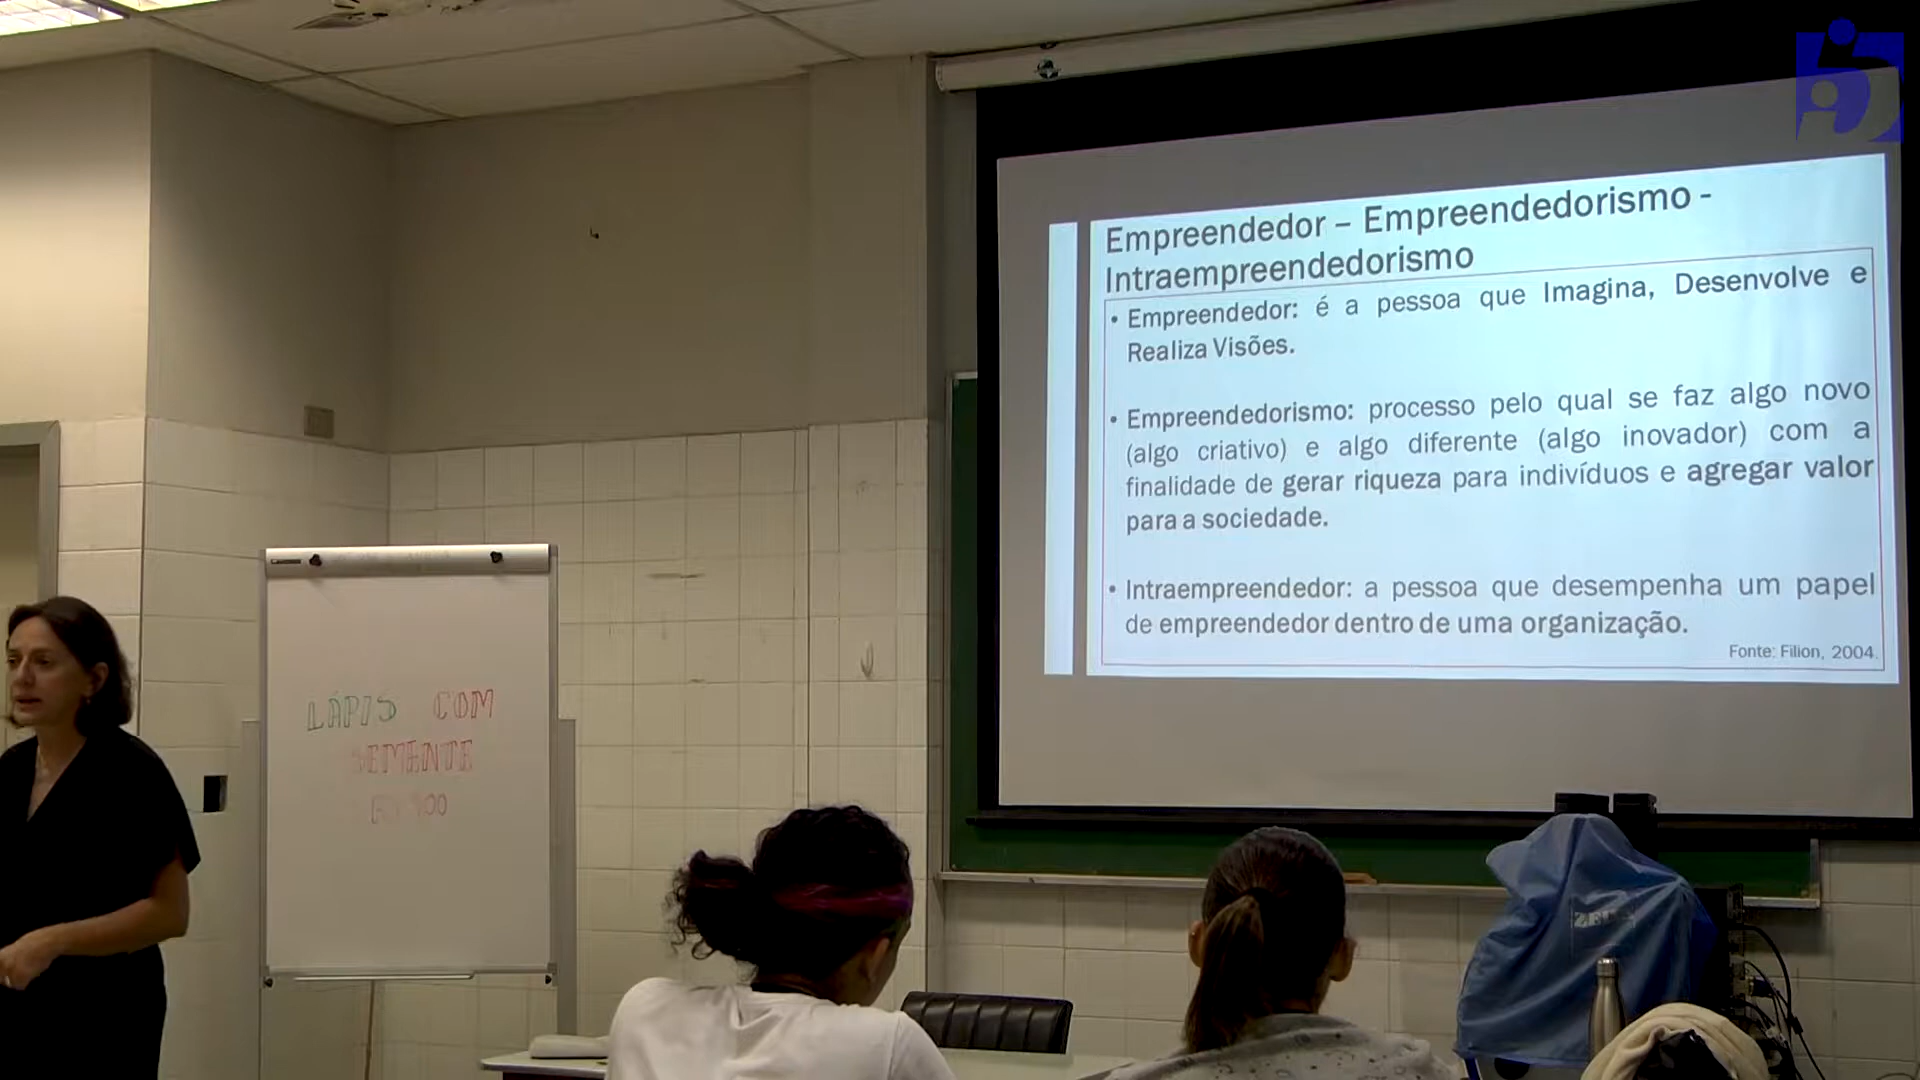 Empreendedor – Empreendedorismo -
Intraempreendedorismo
• Empreendedor: é a pessoa que Imagina, Desenvolve e
Realiza Visões.
• Empreendedorismo: processo pelo qual se faz algo novo
(algo criativo) e algo diferente (algo inovador) com a
finalidade de gerar riqueza para indivíduos e agregar valor
para a sociedade.
• Intraempreendedor: a pessoa que desempenha um papel
de empreendedor dentro de uma organização.
Fonte: Filion, 2004.
LÁPIS COM
SEMENTE